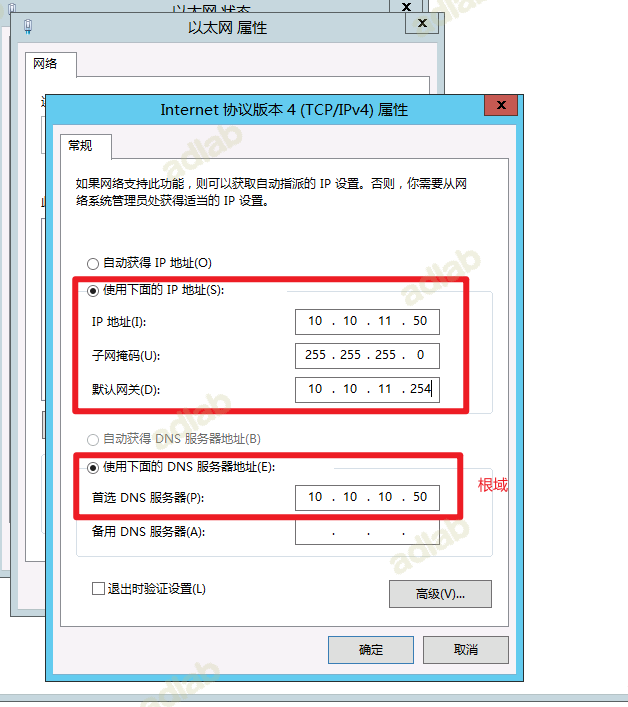 以太网 状态
x
以太网 属性
x
网络
Internet 协议版本 4 (TCP/IPv4) 属性
x
常规
如果网络支持此功能，则可以获取自动指派的 IP 设置。否则，你需要从网
络系统管理员处获得适当的 IP 设置。
自动获得 IP 地址(O)
使用下面的 IP 地址(S):
IP 地址(I): 10 . 10 . 11 . 50
子网掩码(U): 255 . 255 . 255 . 0
默认网关(D): 10 . 10 . 11 . 254
自动获得 DNS 服务器地址(B)
使用下面的 DNS 服务器地址(E):
首选 DNS 服务器(P): 10 . 10 . 10 . 50
根域
备用 DNS 服务器(A): . . .
退出时验证设置(L)
高级(V)...
确定 取消
adlab
adlab
adlab
adlab
adlab
adlab
adlab